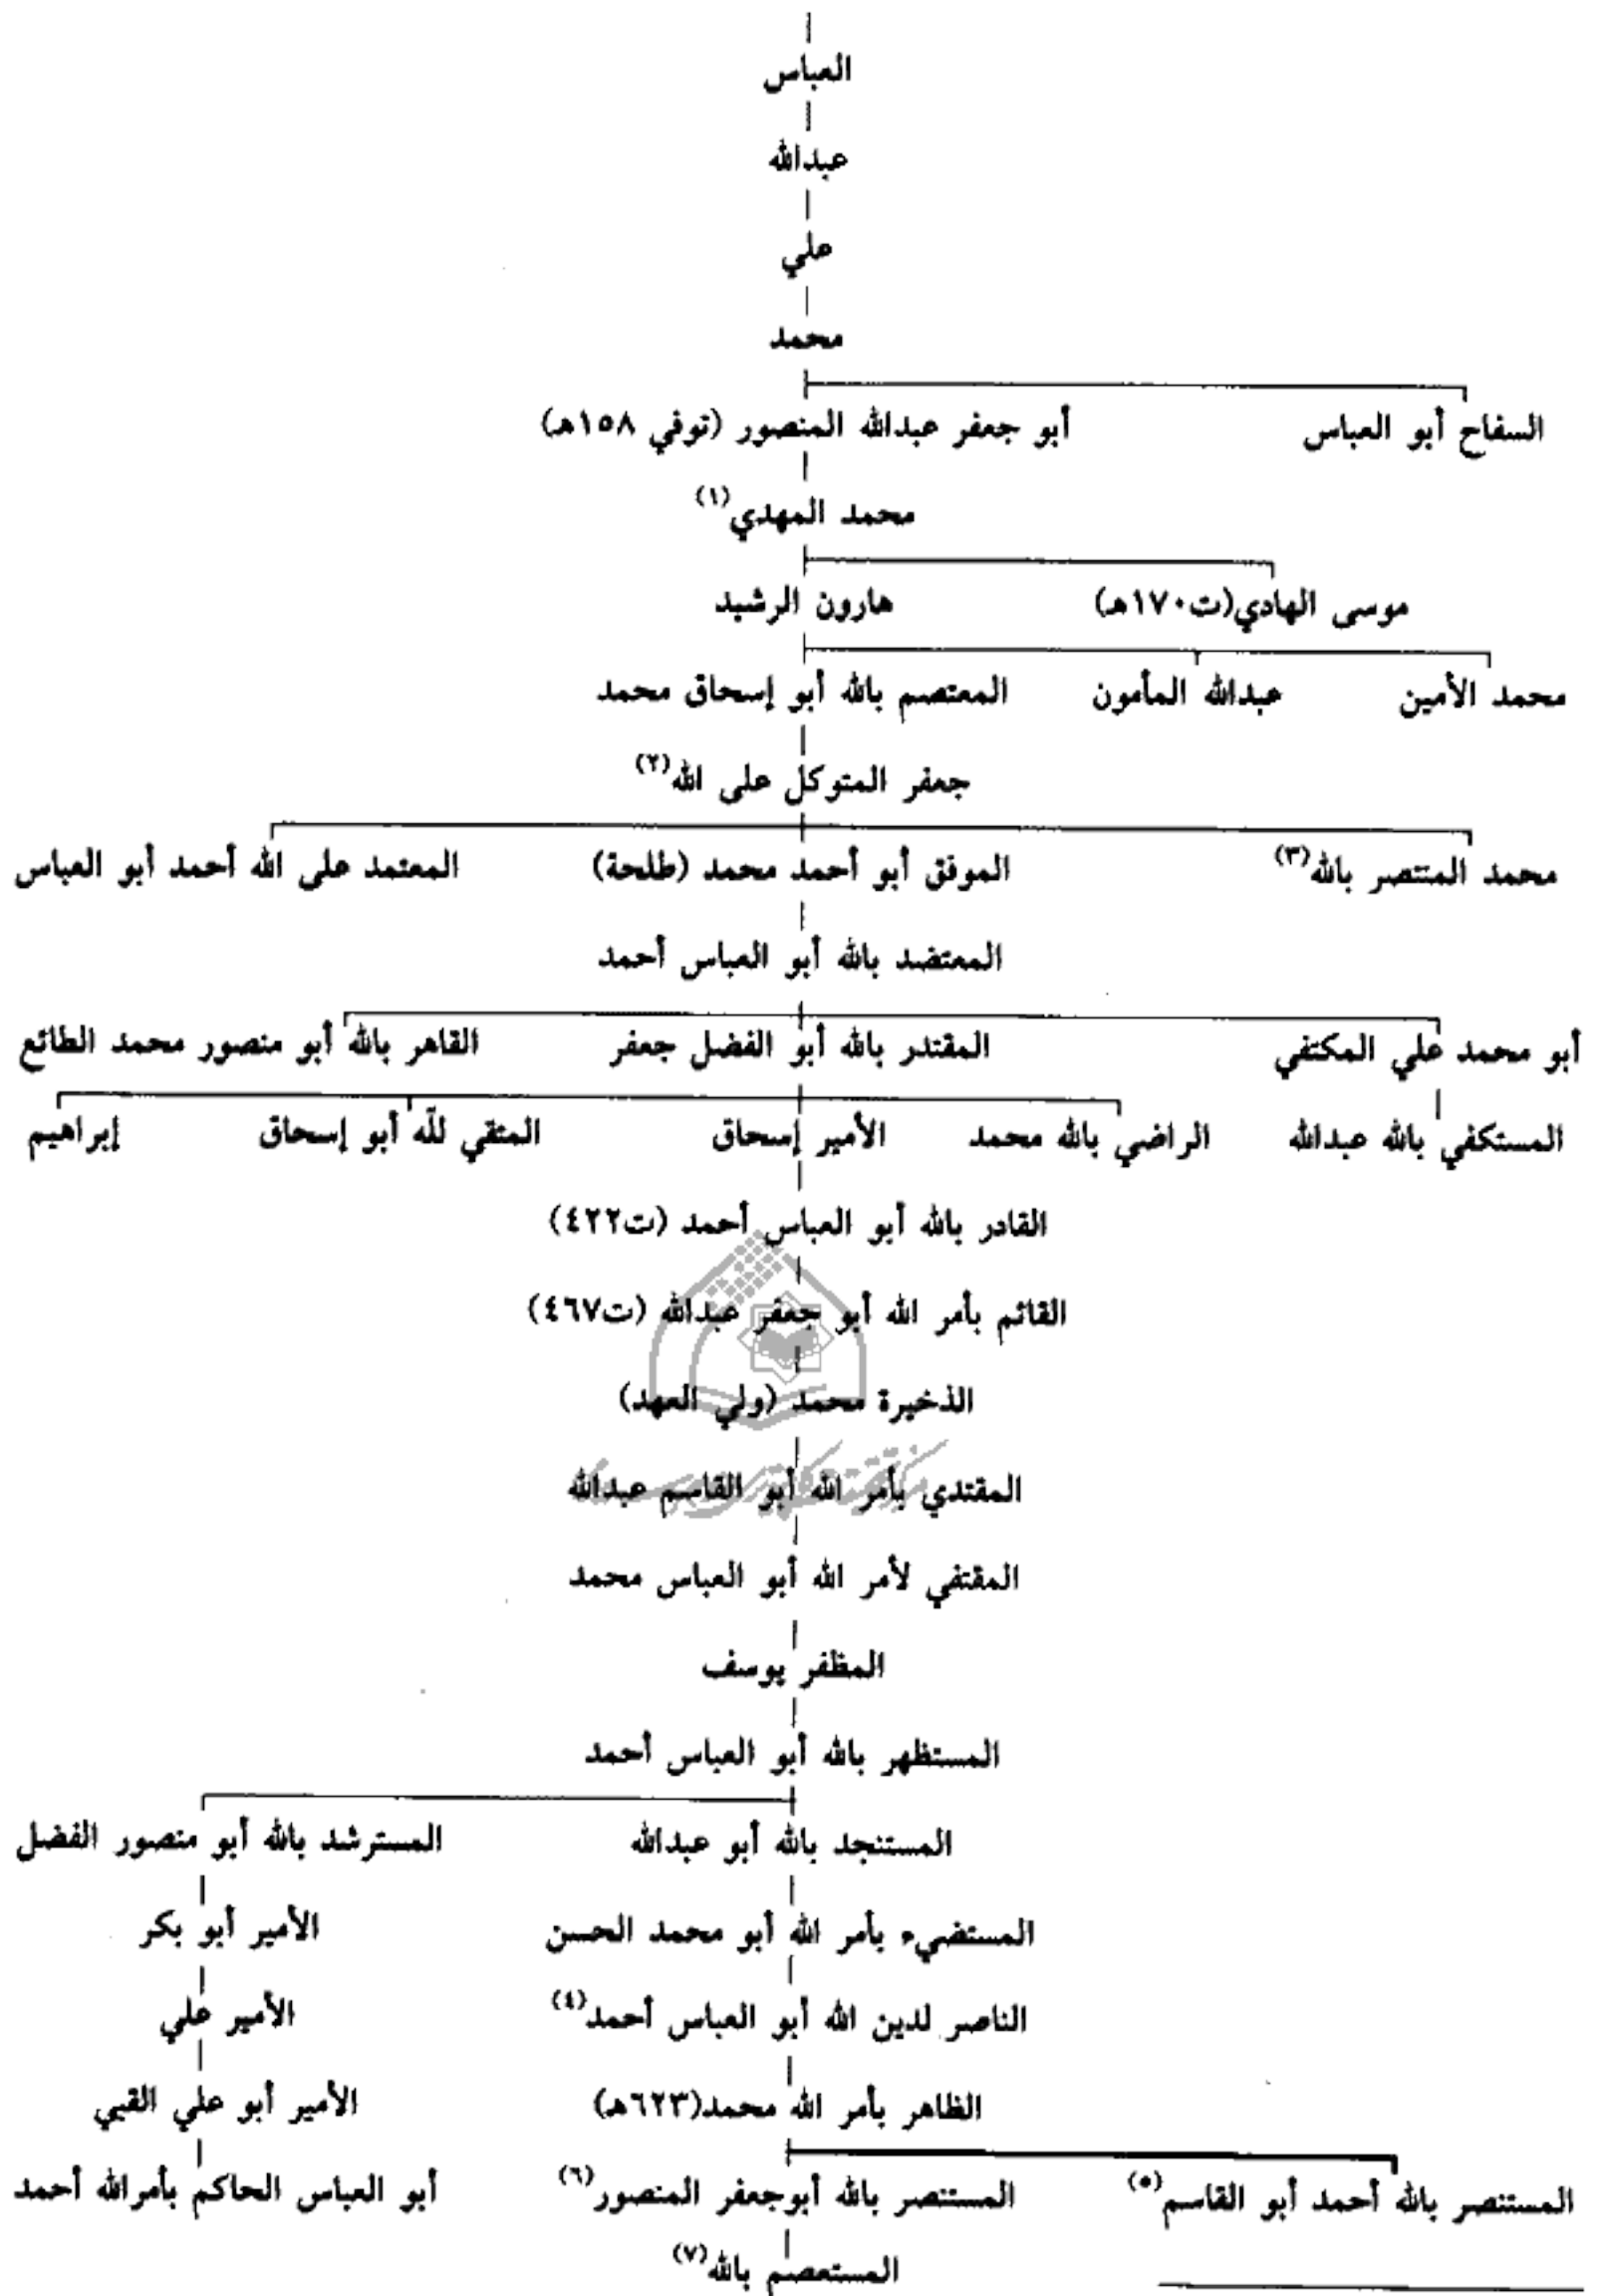 العباس
عبدالله
علي
محمد
السفاح أبو العباس
أبو جعفر عبدالله المنصور (توفي ١٥٨هـ)
محمد المهدي(١)
موسى الهادي(ت١٧٠هـ)
هارون الرشيد
محمد الأمين
عبدالله المأمون
المعتصم بالله أبو إسحاق محمد
جعفر المتوكل على الله(٢)
محمد المنتصر بالله(٣)
الموفق أبو أحمد محمد (طلحة)
المعتمد على الله أحمد أبو العباس
المعتضد بالله أبو العباس أحمد
أبو محمد علي المكتفي
المقتدر بالله أبو الفضل جعفر
القاهر بالله أبو منصور محمد الطائع
المستكفي بالله عبدالله
الراضي بالله محمد
الأمير إسحاق
المتقي لله أبو إسحاق
إبراهيم
القادر بالله أبو العباس أحمد (ت٤٢٢)
القائم بأمر الله أبو جعفر عبدالله (ت٤٦٧)
الذخيرة محمد (ولي العهد)
المقتدي بأمر الله أبو القاسم عبدالله
المقتفي لأمر الله أبو العباس محمد
المظفر يوسف
المستظهر بالله أبو العباس أحمد
المستنجد بالله أبو عبدالله
المسترشد بالله أبو منصور الفضل
المستضيء بأمر الله أبو محمد الحسن
الأمير أبو بكر
الناصر لدين الله أبو العباس أحمد(٤)
الأمير علي
الظاهر بأمر الله محمد(٦٢٣هـ)
الأمير أبو علي القبي
المستنصر بالله أحمد أبو القاسم(٥)
المستنصر بالله أبوجعفر المنصور(٦)
أبو العباس الحاكم بأمرالله أحمد
المستعصم بالله(٧)